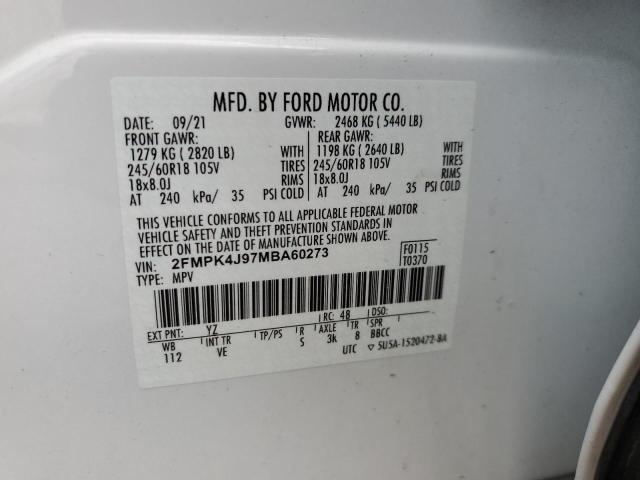 MFD. BY FORD MOTOR CO.
DATE: 09/21 GVWR: 2468 KG ( 5440 LB)
FRONT GAWR: REAR GAWR:
1279 KG ( 2820 LB) WITH 1198 KG ( 2640 LB) WITH
245/60R18 105V TIRES 245/60R18 105V TIRES
18x8.0J RIMS 18x8.0J RIMS
AT 240 kPa/ 35 PSI COLD AT 240 kPa/ 35 PSI COLD
THIS VEHICLE CONFORMS TO ALL APPLICABLE FEDERAL MOTOR
VEHICLE SAFETY AND THEFT PREVENTION STANDARDS IN
EFFECT ON THE DATE OF MANUFACTURE SHOWN ABOVE.
VIN: 2FMPK4J97MBA60273 F0115
TYPE: MPV T0370
EXT PNT: YZ RC: 48 DSO:
WB INT TR TP/PS R AXLE TR SPR
112 VE S 3K 8 BBCC
UTC ▽ 5U5A-1520472-BA